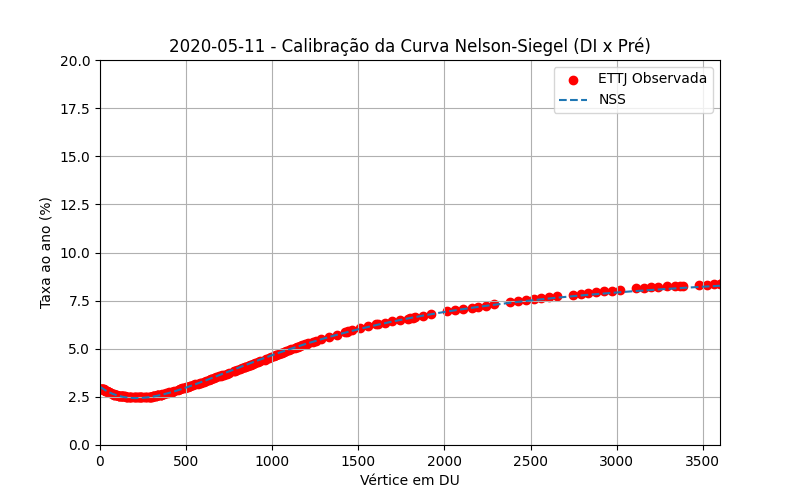 2020-05-11 - Calibração da Curva Nelson-Siegel (DI x Pré)
ETTJ Observada
NSS
Taxa ao ano (%)
20.0
17.5
15.0
12.5
10.0
7.5
5.0
2.5
0.0
0 500 1000 1500 2000 2500 3000 3500
Vértice em DU